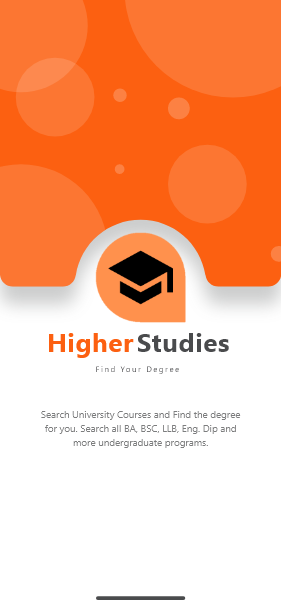 Higher Studies
Find Your Degree
Search University Courses and Find the degree
for you. Search all BA, BSC, LLB, Eng. Dip and
more undergraduate programs.